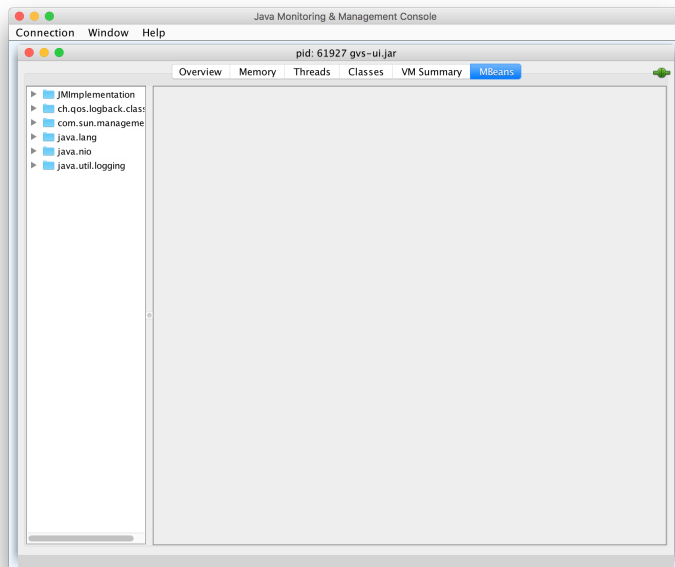 Java Monitoring & Management Console
Connection Window Help
pid: 61927 gvs-ui.jar
Overview Memory Threads Classes VM Summary MBeans
JMImplementation
ch.qos.logback.class
com.sun.manageme
java.lang
java.nio
java.util.logging